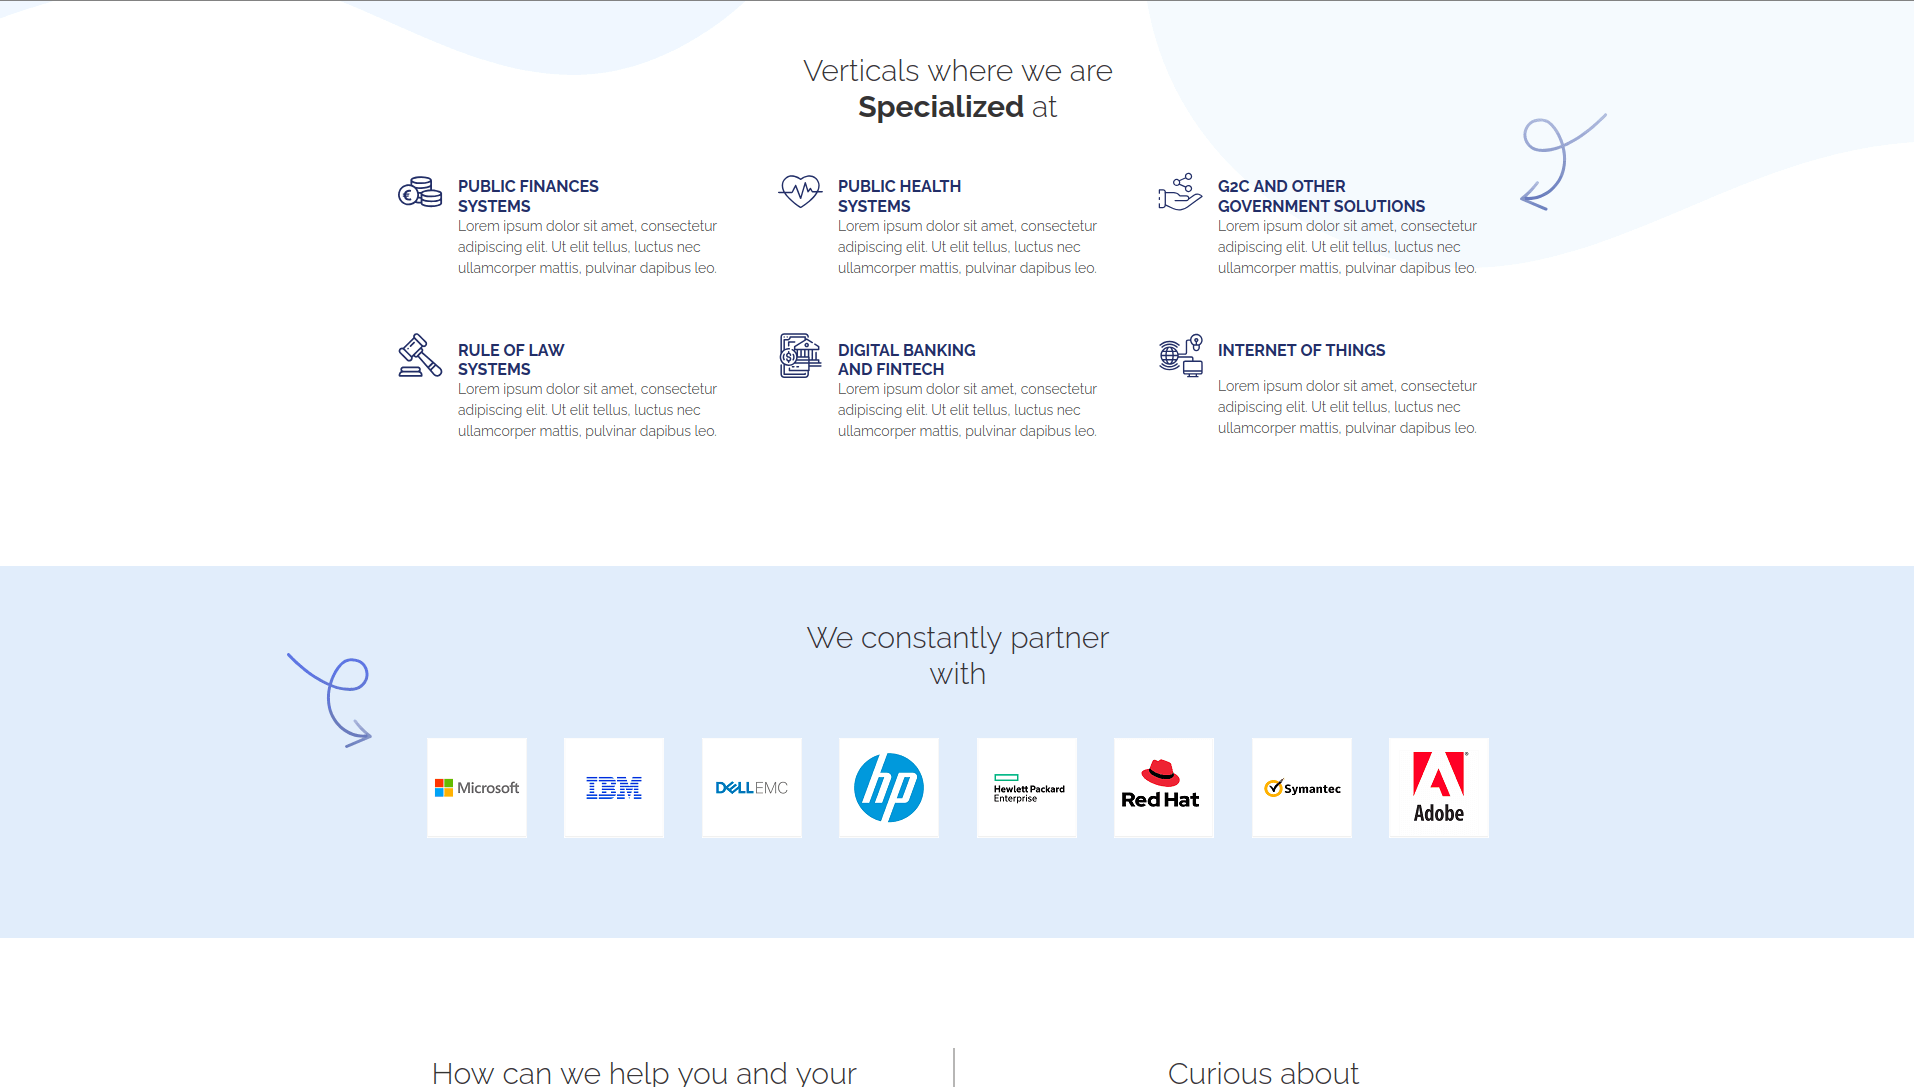 Verticals where we are
Specialized at
PUBLIC FINANCES
SYSTEMS
Lorem ipsum dolor sit amet, consectetur
adipiscing elit. Ut elit tellus, luctus nec
ullamcorper mattis, pulvinar dapibus leo.
PUBLIC HEALTH
SYSTEMS
Lorem ipsum dolor sit amet, consectetur
adipiscing elit. Ut elit tellus, luctus nec
ullamcorper mattis, pulvinar dapibus leo.
G2C AND OTHER
GOVERNMENT SOLUTIONS
Lorem ipsum dolor sit amet, consectetur
adipiscing elit. Ut elit tellus, luctus nec
ullamcorper mattis, pulvinar dapibus leo.
RULE OF LAW
SYSTEMS
Lorem ipsum dolor sit amet, consectetur
adipiscing elit. Ut elit tellus, luctus nec
ullamcorper mattis, pulvinar dapibus leo.
DIGITAL BANKING
AND FINTECH
Lorem ipsum dolor sit amet, consectetur
adipiscing elit. Ut elit tellus, luctus nec
ullamcorper mattis, pulvinar dapibus leo.
INTERNET OF THINGS
Lorem ipsum dolor sit amet, consectetur
adipiscing elit. Ut elit tellus, luctus nec
ullamcorper mattis, pulvinar dapibus leo.
We constantly partner
with
Microsoft
IBM
DELL EMC
hp
Hewlett Packard
Enterprise
Red Hat
Symantec
Adobe
How can we help you and your
Curious about